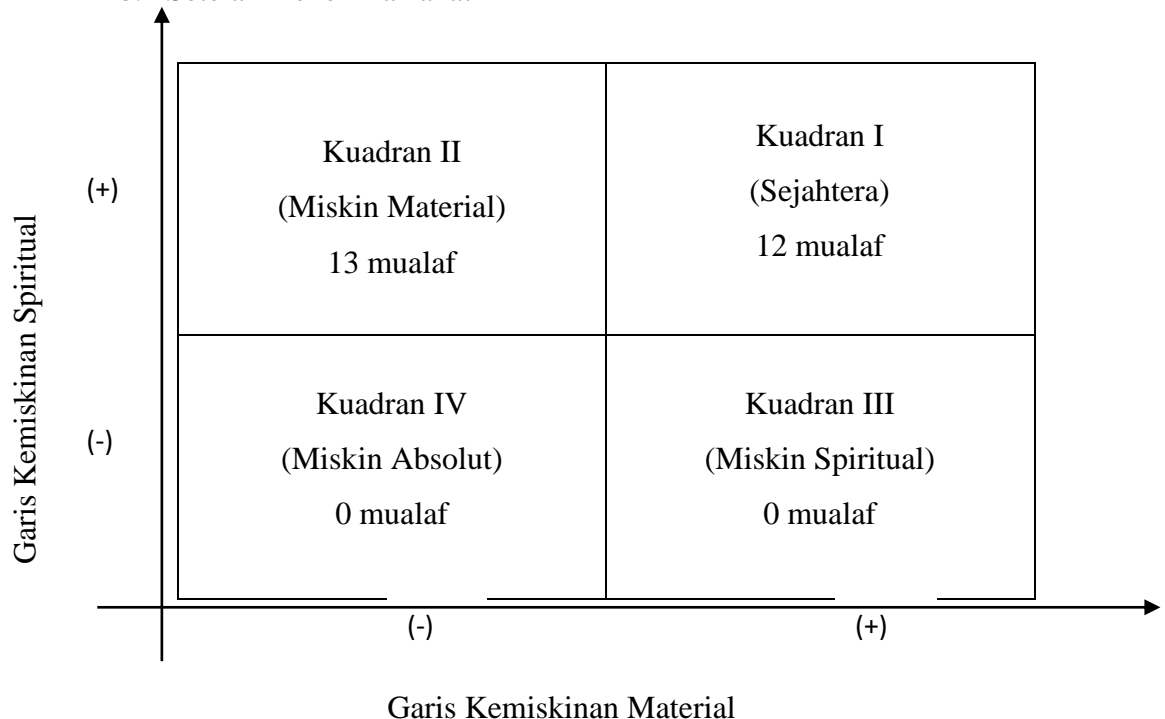 Kuadran II
(Miskin Material)
13 mualaf
Kuadran I
(Sejahtera)
12 mualaf
(+)
Garis Kemiskinan Spiritual
(-)
Kuadran IV
(Miskin Absolut)
0 mualaf
Kuadran III
(Miskin Spiritual)
0 mualaf
(-)
(+)
Garis Kemiskinan Material